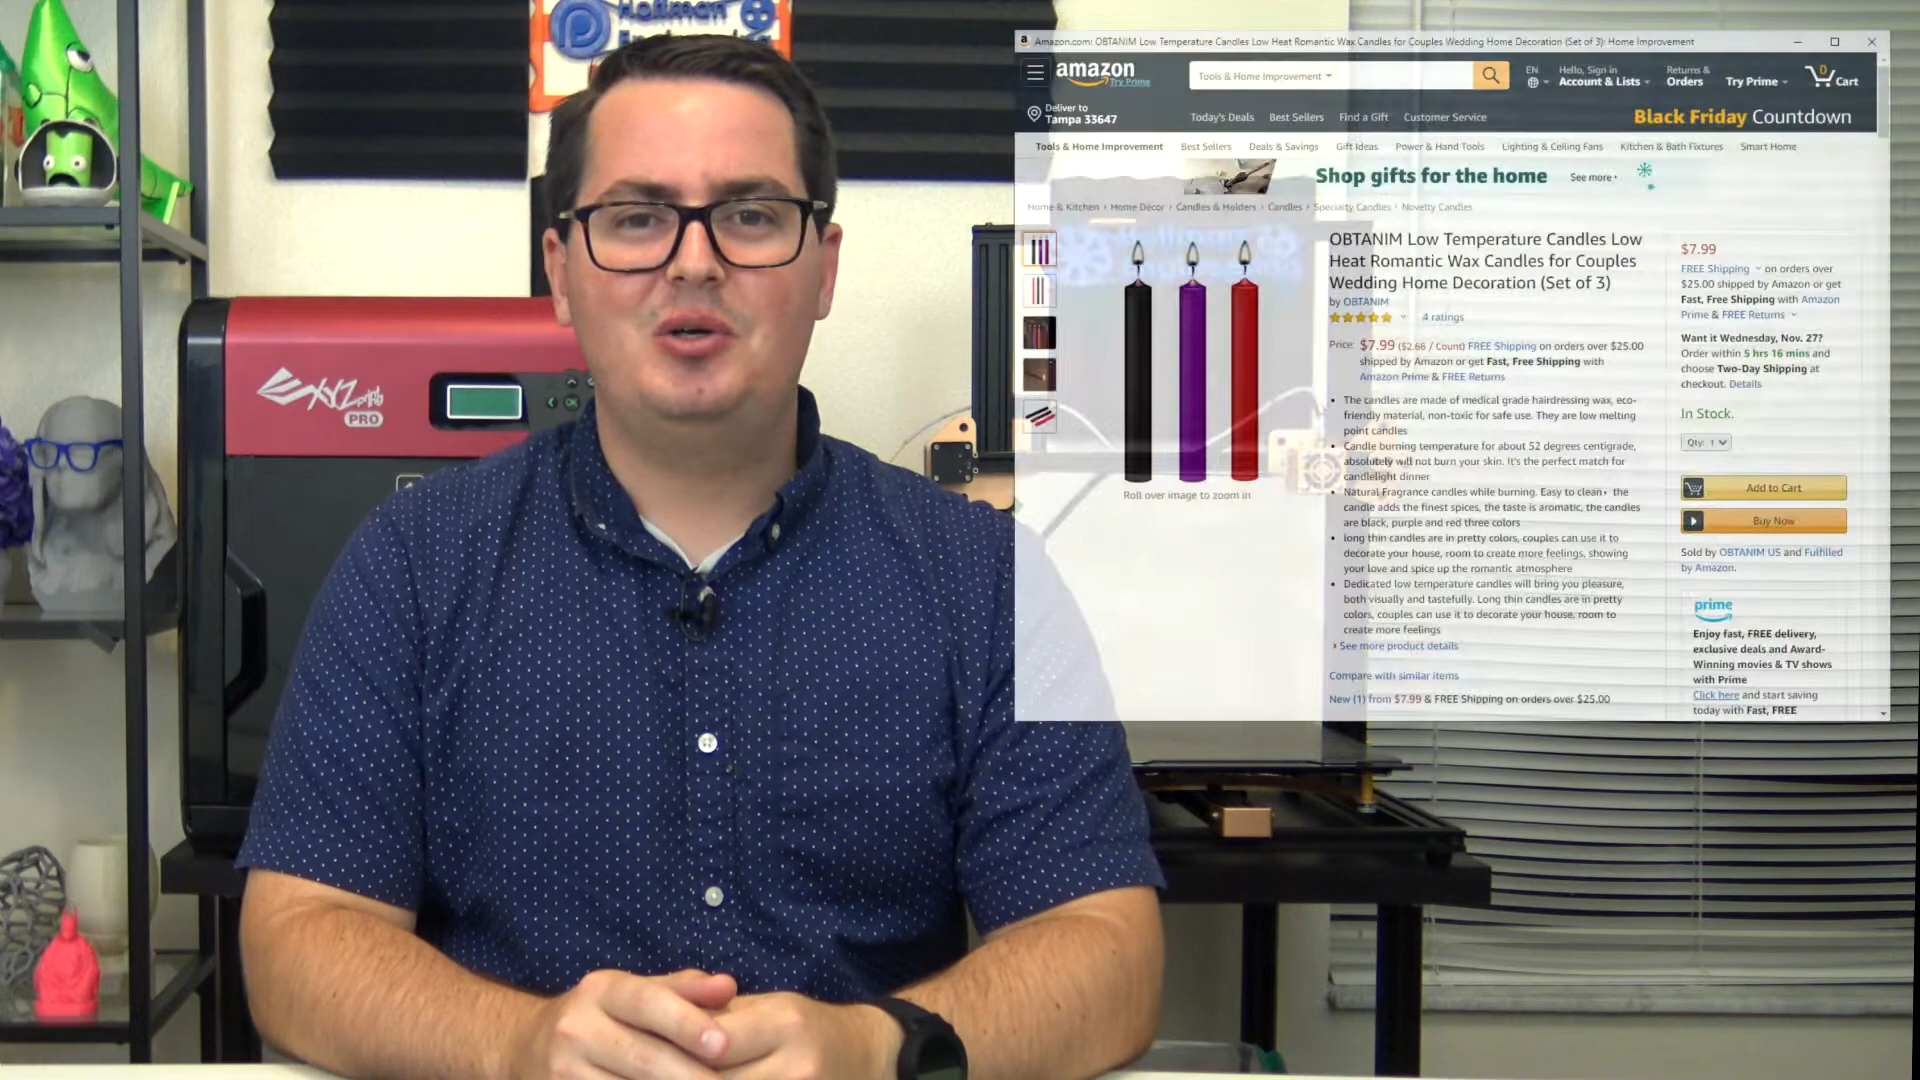 Hoffman
Engineering
XYZprinting
PRO
OK
Amazon.com: OBTANIM Low Temperature Candles Low Heat Romantic Wax Candles for Couples Wedding Home Decoration (Set of 3): Home Improvement
amazon
Try Prime
Tools & Home Improvement
EN
Hello, Sign in
Account & Lists
Returns &
Orders
Try Prime
0
Cart
Deliver to
Tampa 33647
Today's Deals Best Sellers Find a Gift Customer Service
Black Friday Countdown
Tools & Home Improvement Best Sellers Deals & Savings Gift Ideas Power & Hand Tools Lighting & Ceiling Fans Kitchen & Bath Fixtures Smart Home
Shop gifts for the home See more ›
Home & Kitchen › Home Décor › Candles & Holders › Candles › Specialty Candles › Novelty Candles
Roll over image to zoom in
OBTANIM Low Temperature Candles Low
Heat Romantic Wax Candles for Couples
Wedding Home Decoration (Set of 3)
by OBTANIM
4 ratings
Price: $7.99 ($2.66 / Count) FREE Shipping on orders over $25.00
shipped by Amazon or get Fast, Free Shipping with
Amazon Prime & FREE Returns
• The candles are made of medical grade hairdressing wax, eco-
friendly material, non-toxic for safe use. They are low melting
point candles
• Candle burning temperature for about 52 degrees centigrade,
absolutely will not burn your skin. It's the perfect match for
candlelight dinner
• Natural Fragrance candles while burning. Easy to clean, the
candle adds the finest spices, the taste is aromatic, the candles
are black, purple and red three colors
• long thin candles are in pretty colors, couples can use it to
decorate your house, room to create more feelings, showing
your love and spice up the romantic atmosphere
• Dedicated low temperature candles will bring you pleasure,
both visually and tastefully. Long thin candles are in pretty
colors, couples can use it to decorate your house, room to
create more feelings
› See more product details
Compare with similar items
New (1) from $7.99 & FREE Shipping on orders over $25.00
$7.99
FREE Shipping on orders over
$25.00 shipped by Amazon or get
Fast, Free Shipping with Amazon
Prime & FREE Returns
Want it Wednesday, Nov. 27?
Order within 5 hrs 16 mins and
choose Two-Day Shipping at
checkout. Details
In Stock.
Qty: 1
Add to Cart
Buy Now
Sold by OBTANIM US and Fulfilled
by Amazon.
prime
Enjoy fast, FREE delivery,
exclusive deals and Award-
Winning movies & TV shows
with Prime
Click here and start saving
today with Fast, FREE